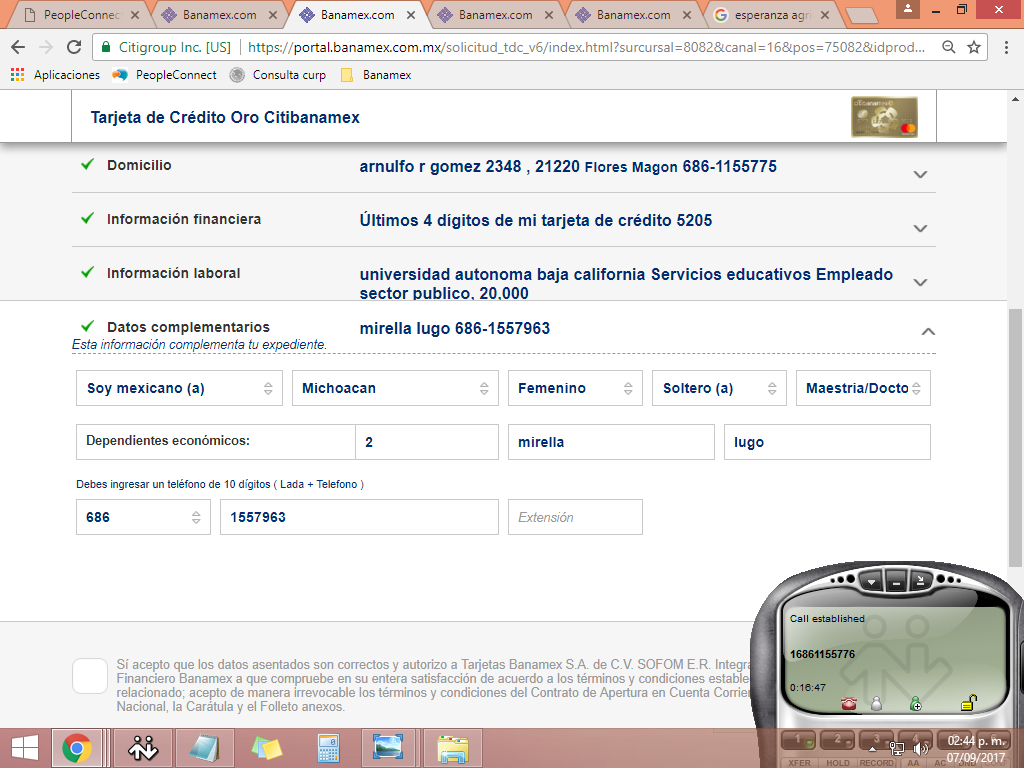 PeopleConnec
Banamex.com
Banamex.com
Banamex.com
Banamex.com
esperanza agri
Citigroup Inc. [US]
https://portal.banamex.com.mx/solicitud_tdc_v6/index.html?sursursal=8082&canal=16&pos=75082&idprod...
Aplicaciones
PeopleConnect
Consulta curp
Banamex
Tarjeta de Crédito Oro Citibanamex
Domicilio
arnulfo r gomez 2348 , 21220 Flores Magon 686-1155775
Información financiera
Últimos 4 dígitos de mi tarjeta de crédito 5205
Información laboral
universidad autonoma baja california Servicios educativos Empleado
sector publico, 20,000
Datos complementarios
mirella lugo 686-1557963
Esta información complementa tu expediente.
Soy mexicano (a)
Michoacan
Femenino
Soltero (a)
Maestria/Docto
Dependientes económicos:
2
mirella
lugo
Debes ingresar un teléfono de 10 dígitos ( Lada + Telefono )
686
1557963
Extensión
Call established
16861155776
0:16:47
Sí acepto que los datos asentados son correctos y autorizo a Tarjetas Banamex S.A. de C.V. SOFOM E.R. Integra
Financiero Banamex a que compruebe en su entera satisfacción de acuerdo a los términos y condiciones estable
relacionado; acepto de manera irrevocable los términos y condiciones del Contrato de Apertura en Cuenta Corrien
Nacional, la Carátula y el Folleto anexos.
1
2
3
4
02:44 p. m.
07/09/2017
XFER
HOLD
RECORD
AA
AC